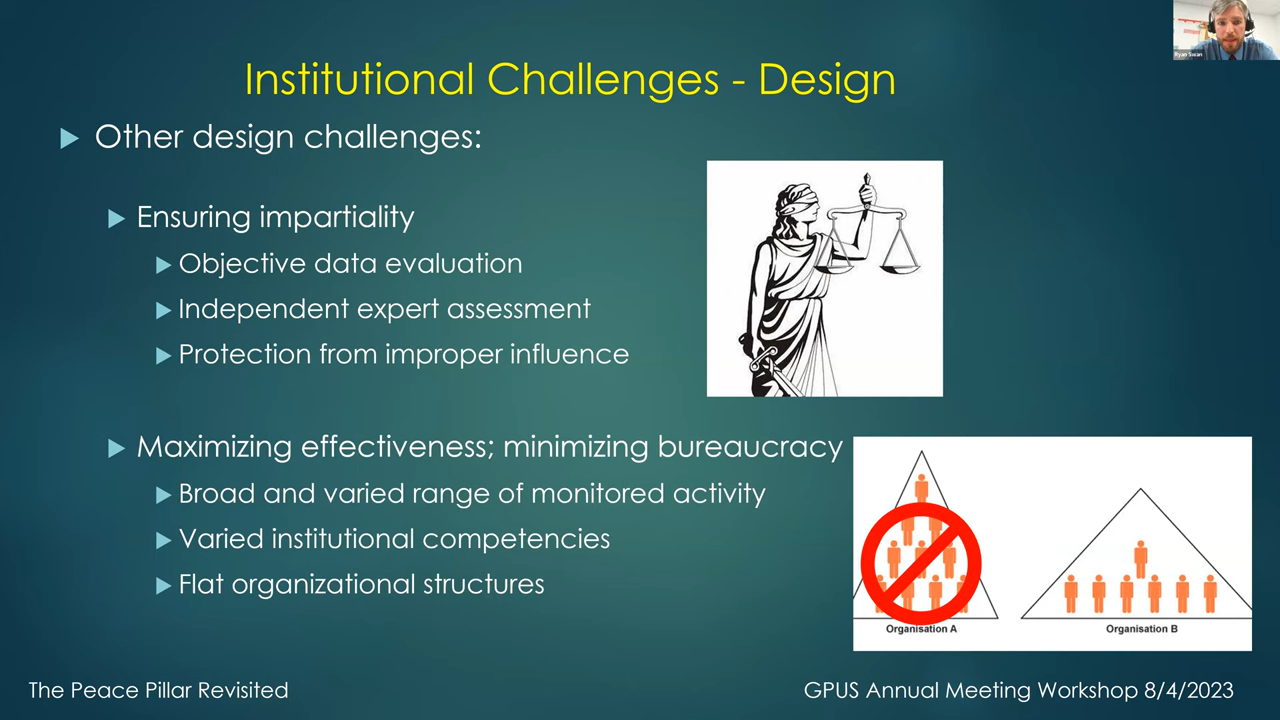 Ryan Swan
Institutional Challenges - Design
Other design challenges:
Ensuring impartiality
Objective data evaluation
Independent expert assessment
Protection from improper influence
Maximizing effectiveness; minimizing bureaucracy
Broad and varied range of monitored activity
Varied institutional competencies
Flat organizational structures
Organisation A
Organisation B
The Peace Pillar Revisited
GPUS Annual Meeting Workshop 8/4/2023